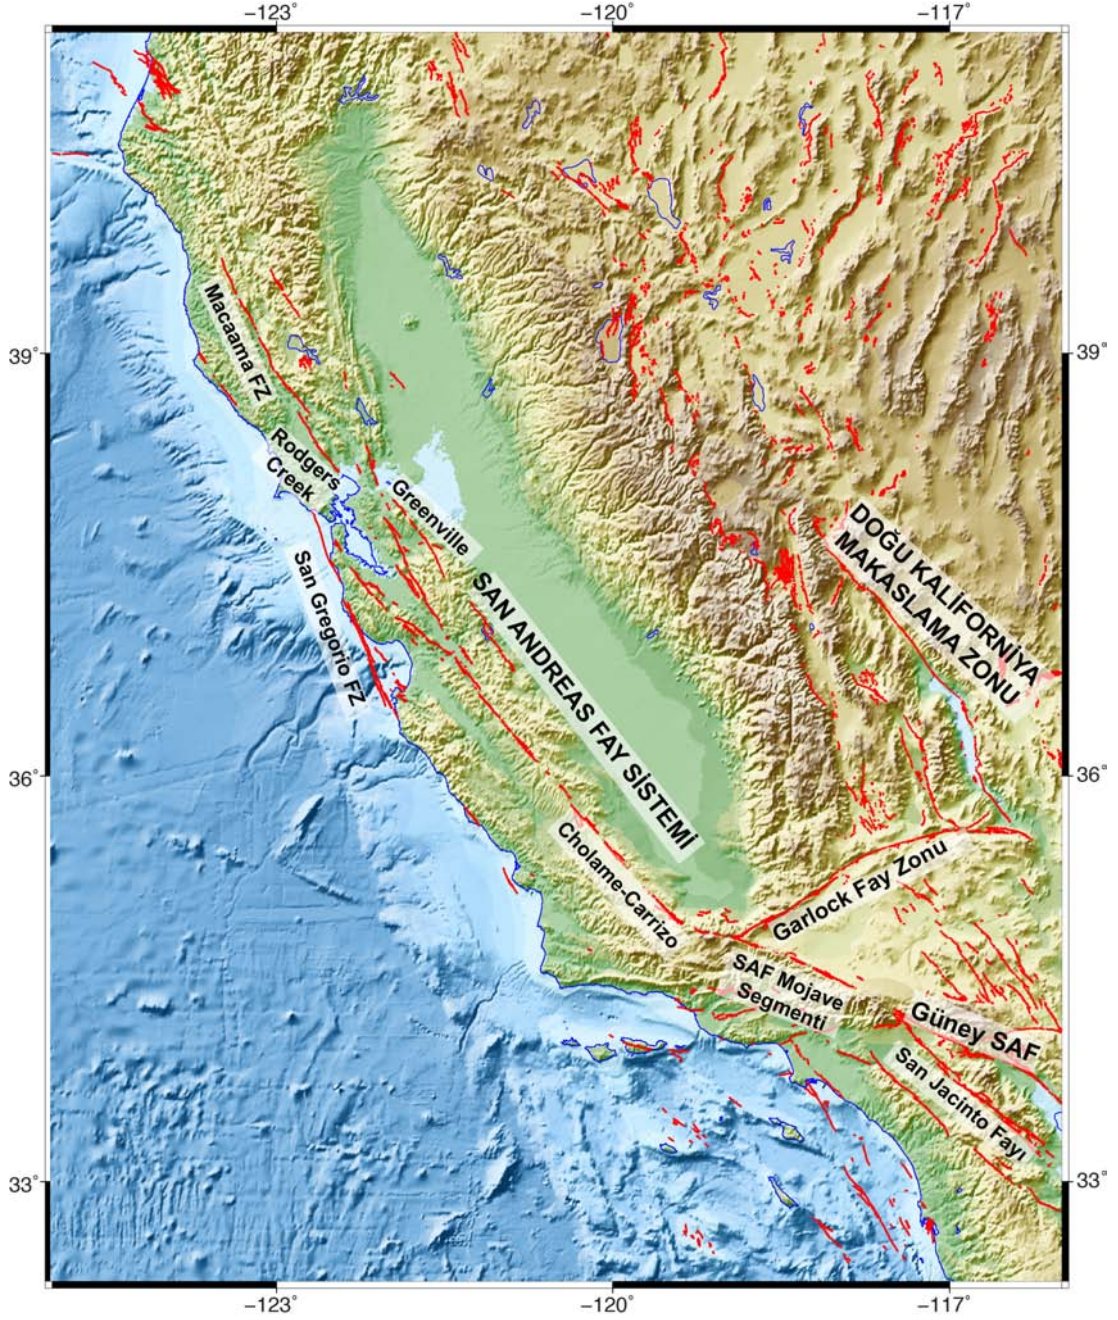 −123˚
−120˚
−117˚
39˚
39˚
36˚
36˚
33˚
33˚
Macaama FZ
Rodgers
Creek
Greenville
San Gregorio FZ
SAN ANDREAS FAY SİSTEMİ
DOĞU KALİFORNİYA
MAKASLAMA ZONU
Cholame-Carrizo
Garlock Fay Zonu
SAF Mojave
Segmenti
Güney SAF
San Jacinto Fayı
−123˚
−120˚
−117˚